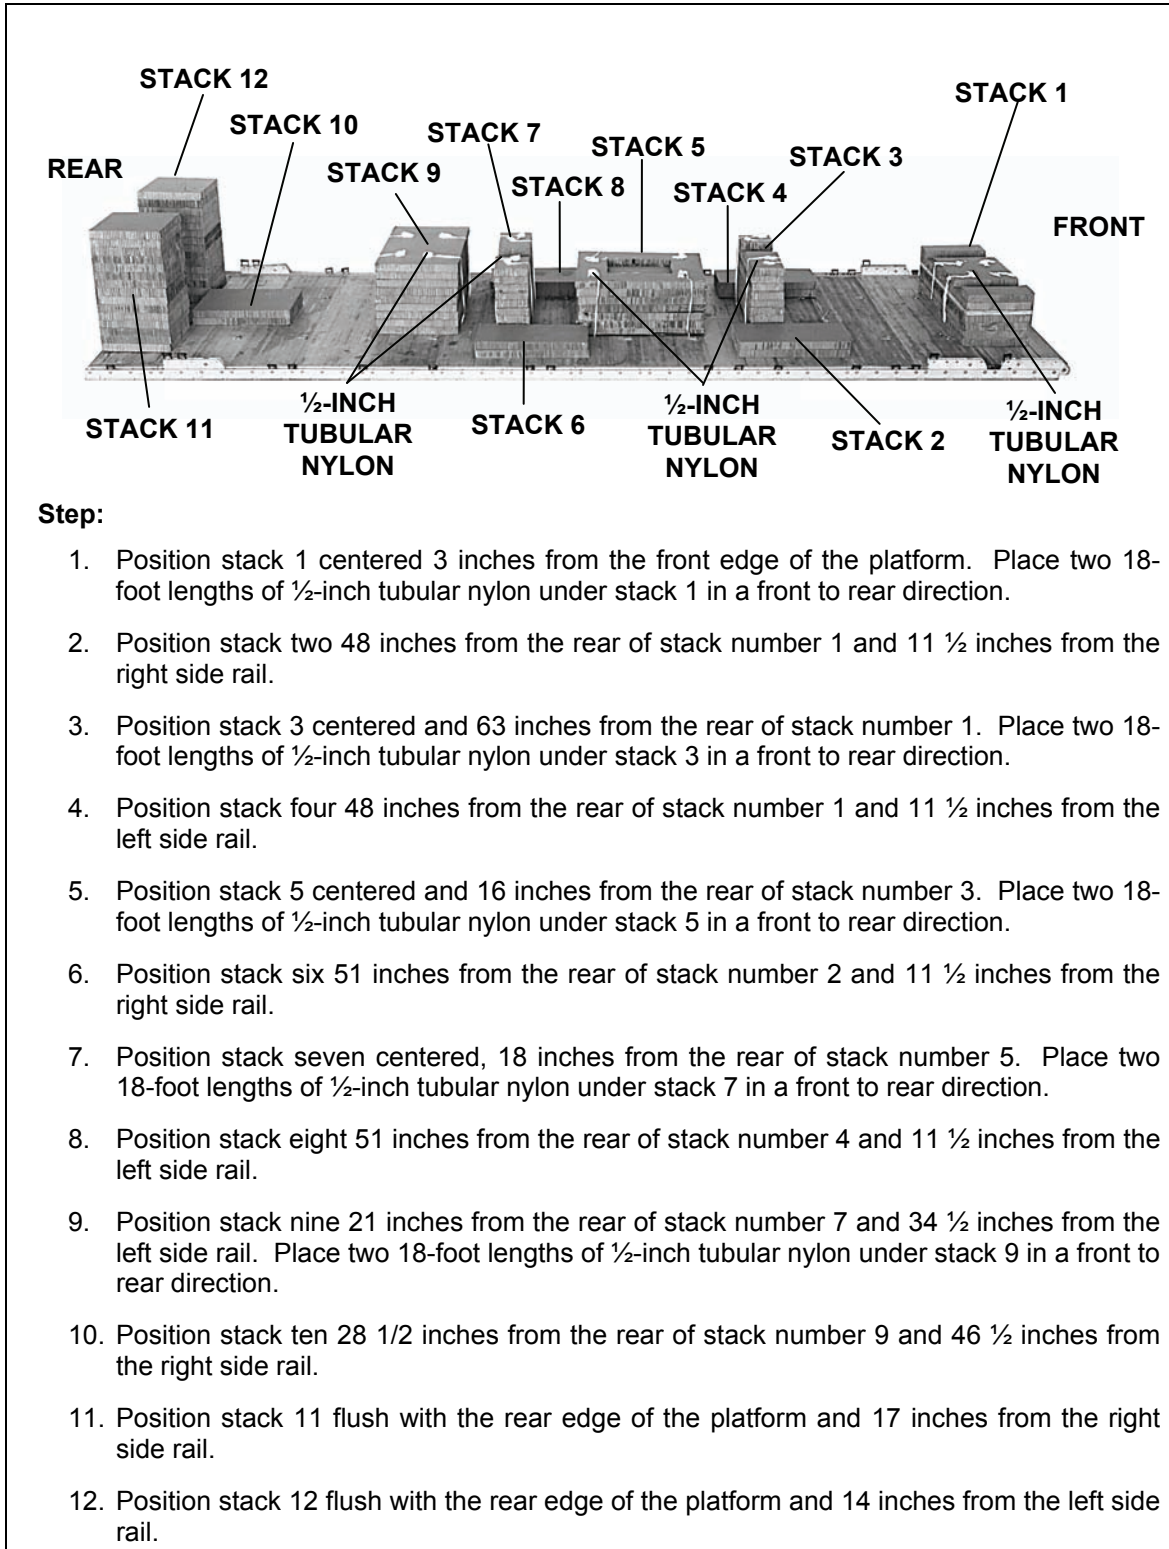 STACK 12
STACK 1
STACK 10
STACK 7
STACK 5
STACK 3
REAR
STACK 9
STACK 8
STACK 4
FRONT
½-INCH
TUBULAR
NYLON
½-INCH
TUBULAR
NYLON
½-INCH
TUBULAR
NYLON
STACK 11
STACK 6
STACK 2
Step:
1. Position stack 1 centered 3 inches from the front edge of the platform. Place two 18-
foot lengths of ½-inch tubular nylon under stack 1 in a front to rear direction.
2. Position stack two 48 inches from the rear of stack number 1 and 11 ½ inches from the
right side rail.
3. Position stack 3 centered and 63 inches from the rear of stack number 1. Place two 18-
foot lengths of ½-inch tubular nylon under stack 3 in a front to rear direction.
4. Position stack four 48 inches from the rear of stack number 1 and 11 ½ inches from the
left side rail.
5. Position stack 5 centered and 16 inches from the rear of stack number 3. Place two 18-
foot lengths of ½-inch tubular nylon under stack 5 in a front to rear direction.
6. Position stack six 51 inches from the rear of stack number 2 and 11 ½ inches from the
right side rail.
7. Position stack seven centered, 18 inches from the rear of stack number 5. Place two
18-foot lengths of ½-inch tubular nylon under stack 7 in a front to rear direction.
8. Position stack eight 51 inches from the rear of stack number 4 and 11 ½ inches from the
left side rail.
9. Position stack nine 21 inches from the rear of stack number 7 and 34 ½ inches from the
left side rail. Place two 18-foot lengths of ½-inch tubular nylon under stack 9 in a front to
rear direction.
10. Position stack ten 28 1/2 inches from the rear of stack number 9 and 46 ½ inches from
the right side rail.
11. Position stack 11 flush with the rear edge of the platform and 17 inches from the right
side rail.
12. Position stack 12 flush with the rear edge of the platform and 14 inches from the left side
rail.